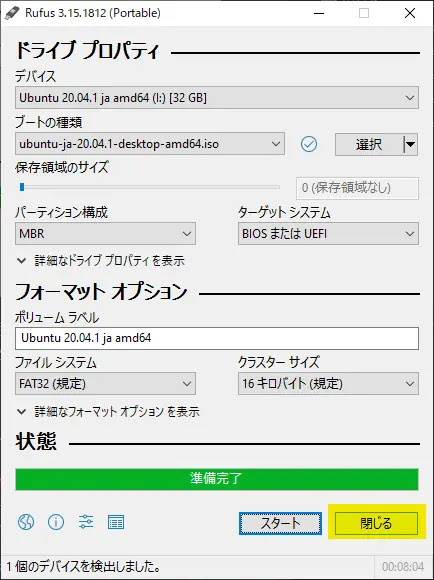 Rufus 3.15.1812 (Portable)
ドライブ プロパティ
デバイス
Ubuntu 20.04.1 ja amd64 (I:) [32 GB]
ブートの種類
ubuntu-ja-20.04.1-desktop-amd64.iso
選択
保存領域のサイズ
0 (保存領域なし)
パーティション構成
ターゲット システム
MBR
BIOS または UEFI
詳細なドライブ プロパティを表示
フォーマット オプション
ボリューム ラベル
Ubuntu 20.04.1 ja amd64
ファイル システム
クラスター サイズ
FAT32 (規定)
16 キロバイト (規定)
詳細なフォーマット オプション を表示
状態
準備完了
スタート
閉じる
1 個のデバイスを検出しました。
00:08:04